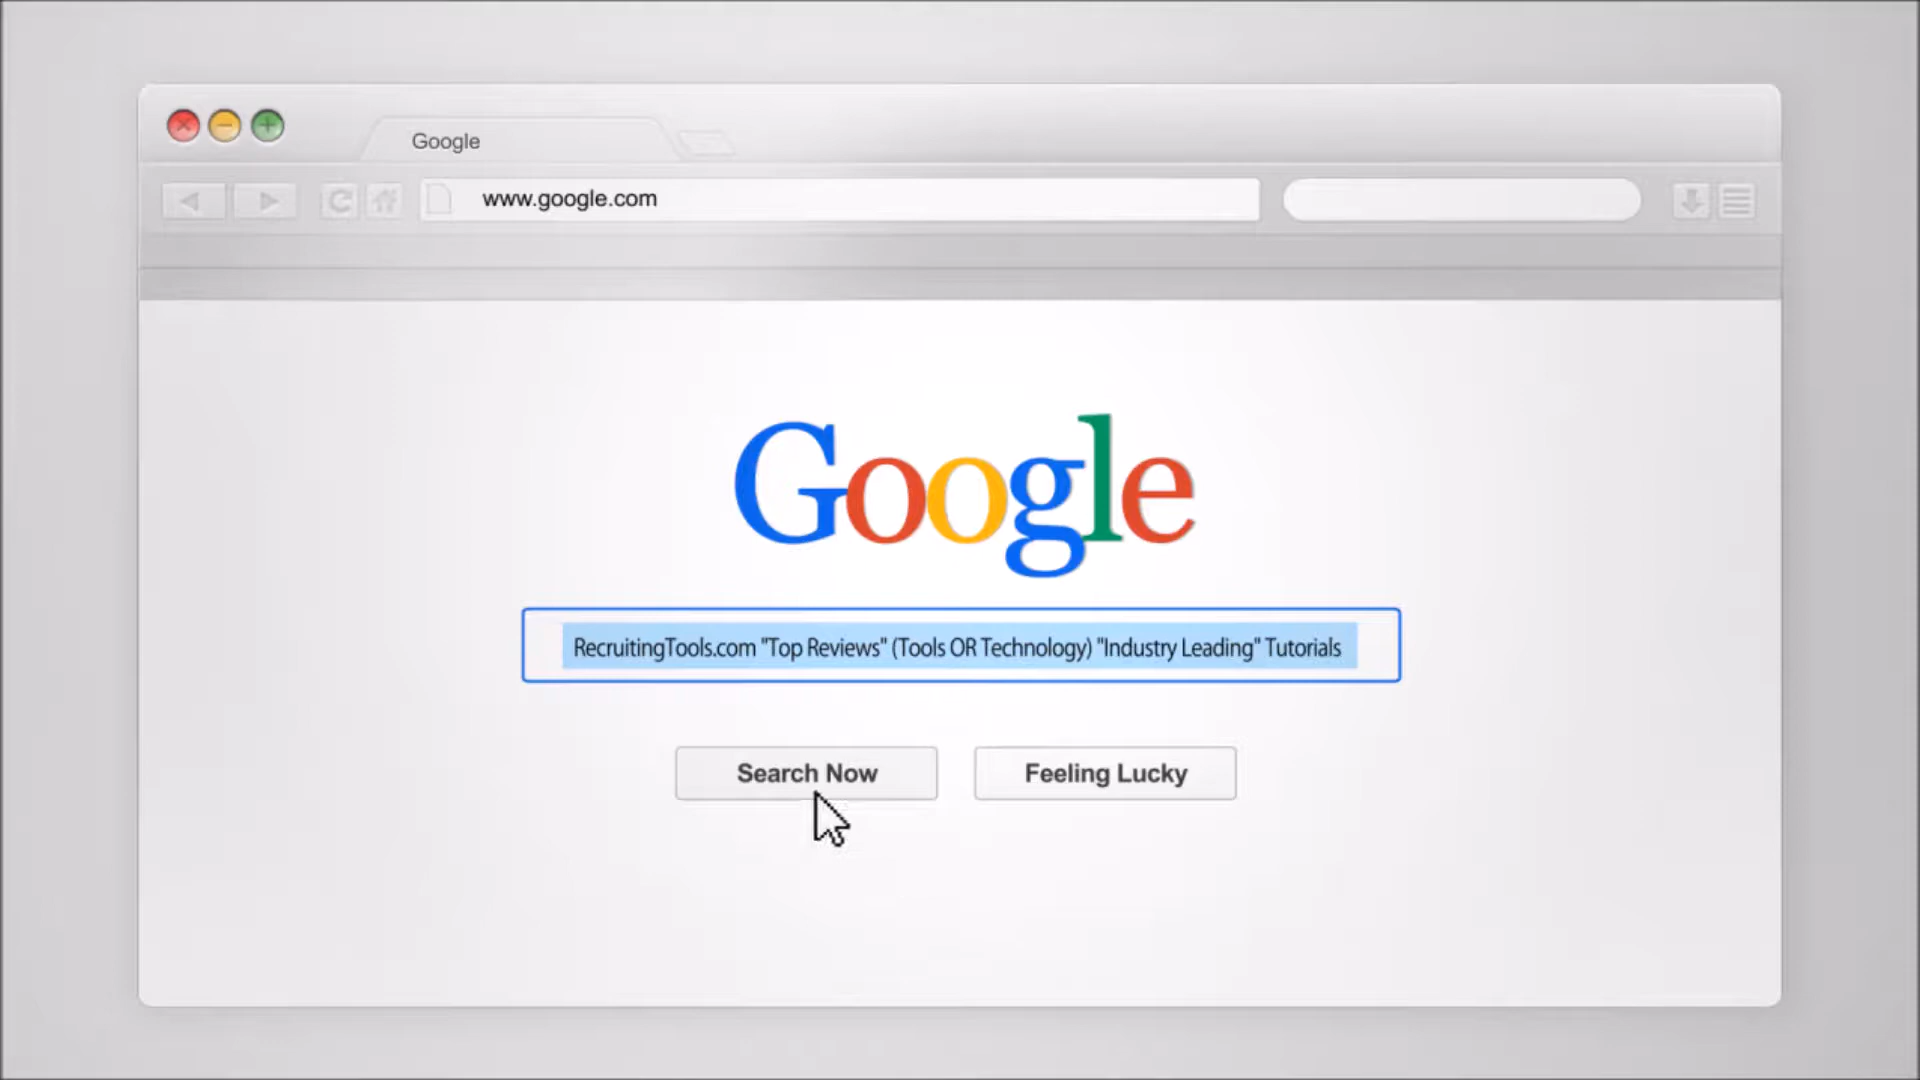 Google
www.google.com
Google
RecruitingTools.com "Top Reviews" (Tools OR Technology) "Industry Leading" Tutorials
Search Now
Feeling Lucky